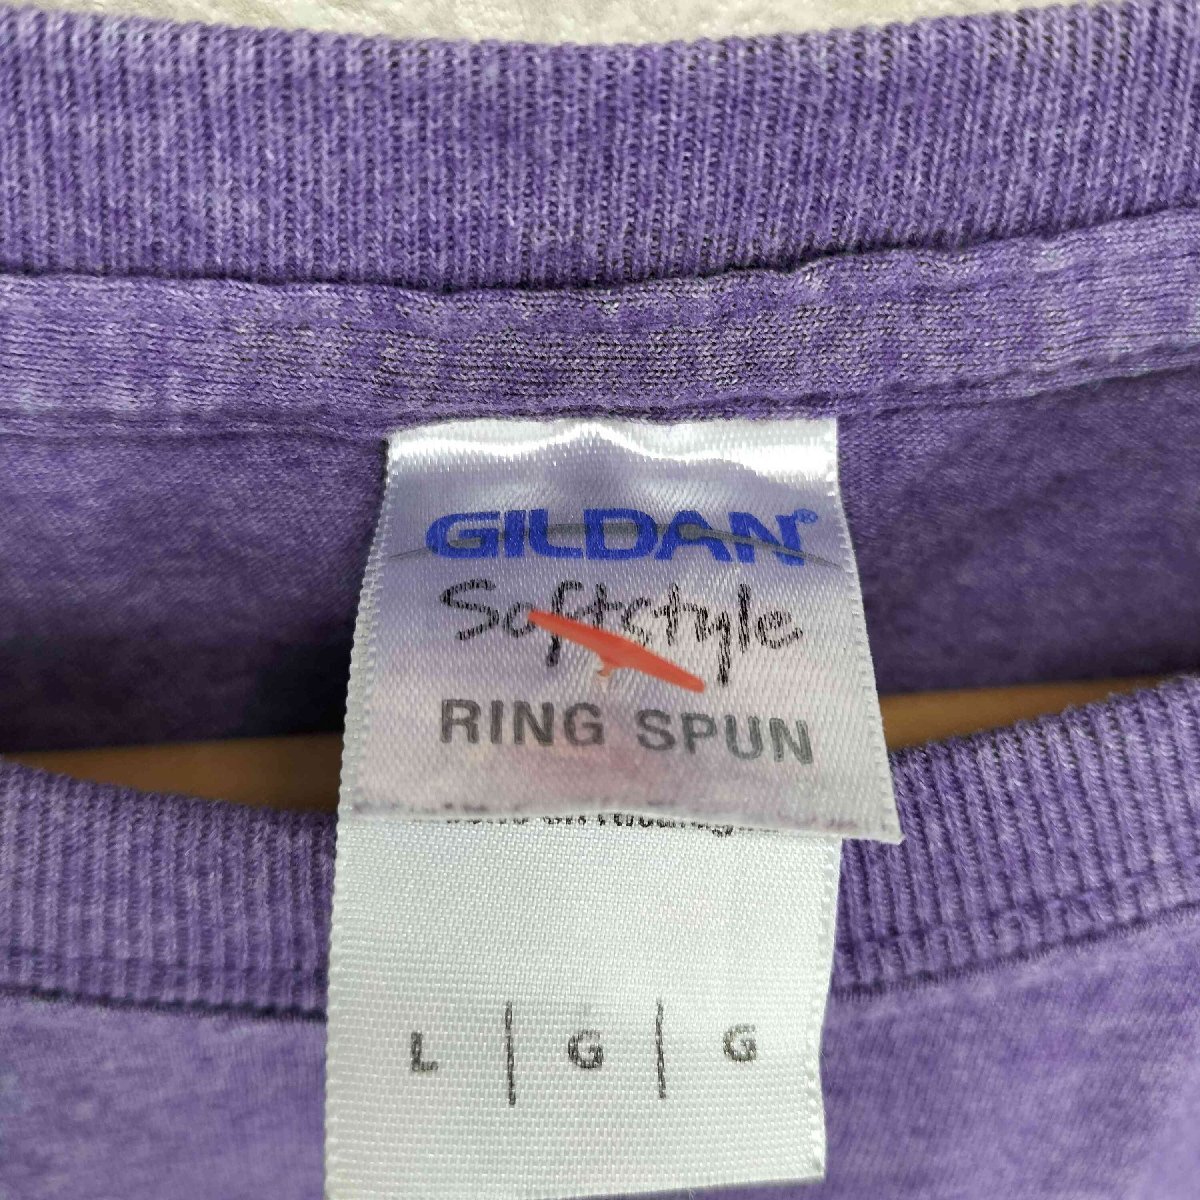 GILDAN®
Softstyle
RING SPUN
L | G | G